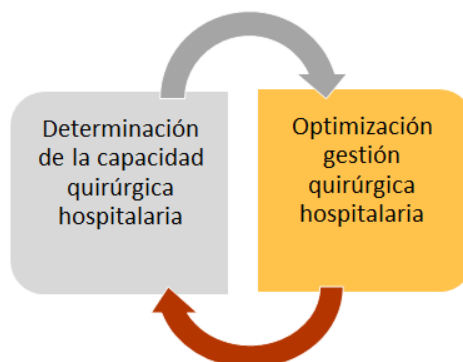 Determinación
de la capacidad
quirúrgica
hospitalaria
Optimización
gestión
quirúrgica
hospitalaria